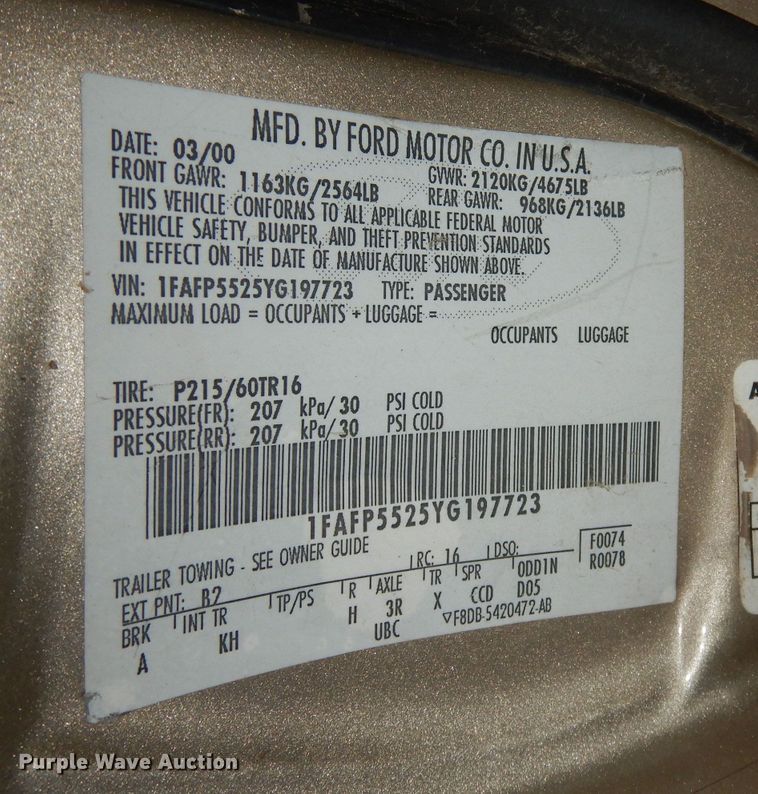 MFD. BY FORD MOTOR CO. IN U.S.A.
DATE: 03/00
GVWR: 2120KG/4675LB
FRONT GAWR: 1163KG/2564LB
REAR GAWR: 968KG/2136LB
THIS VEHICLE CONFORMS TO ALL APPLICABLE FEDERAL MOTOR
VEHICLE SAFETY, BUMPER, AND THEFT PREVENTION STANDARDS
IN EFFECT ON THE DATE OF MANUFACTURE SHOWN ABOVE.
VIN: 1FAFP5525YG197723 TYPE: PASSENGER
MAXIMUM LOAD = OCCUPANTS + LUGGAGE =
OCCUPANTS LUGGAGE
TIRE: P215/60TR16
PRESSURE(FR): 207 kPa/30 PSI COLD
PRESSURE(RR): 207 kPa/30 PSI COLD
1FAFP5525YG197723
TRAILER TOWING - SEE OWNER GUIDE
EXT PNT: B2 RC: 16 DSO: F0074
BRK INT TR TP/PS R AXLE TR SPR ODD1N R0078
A KH H 3R X CCD D05
UBC ▽F8DB-5420472-AB
A
Purple Wave Auction